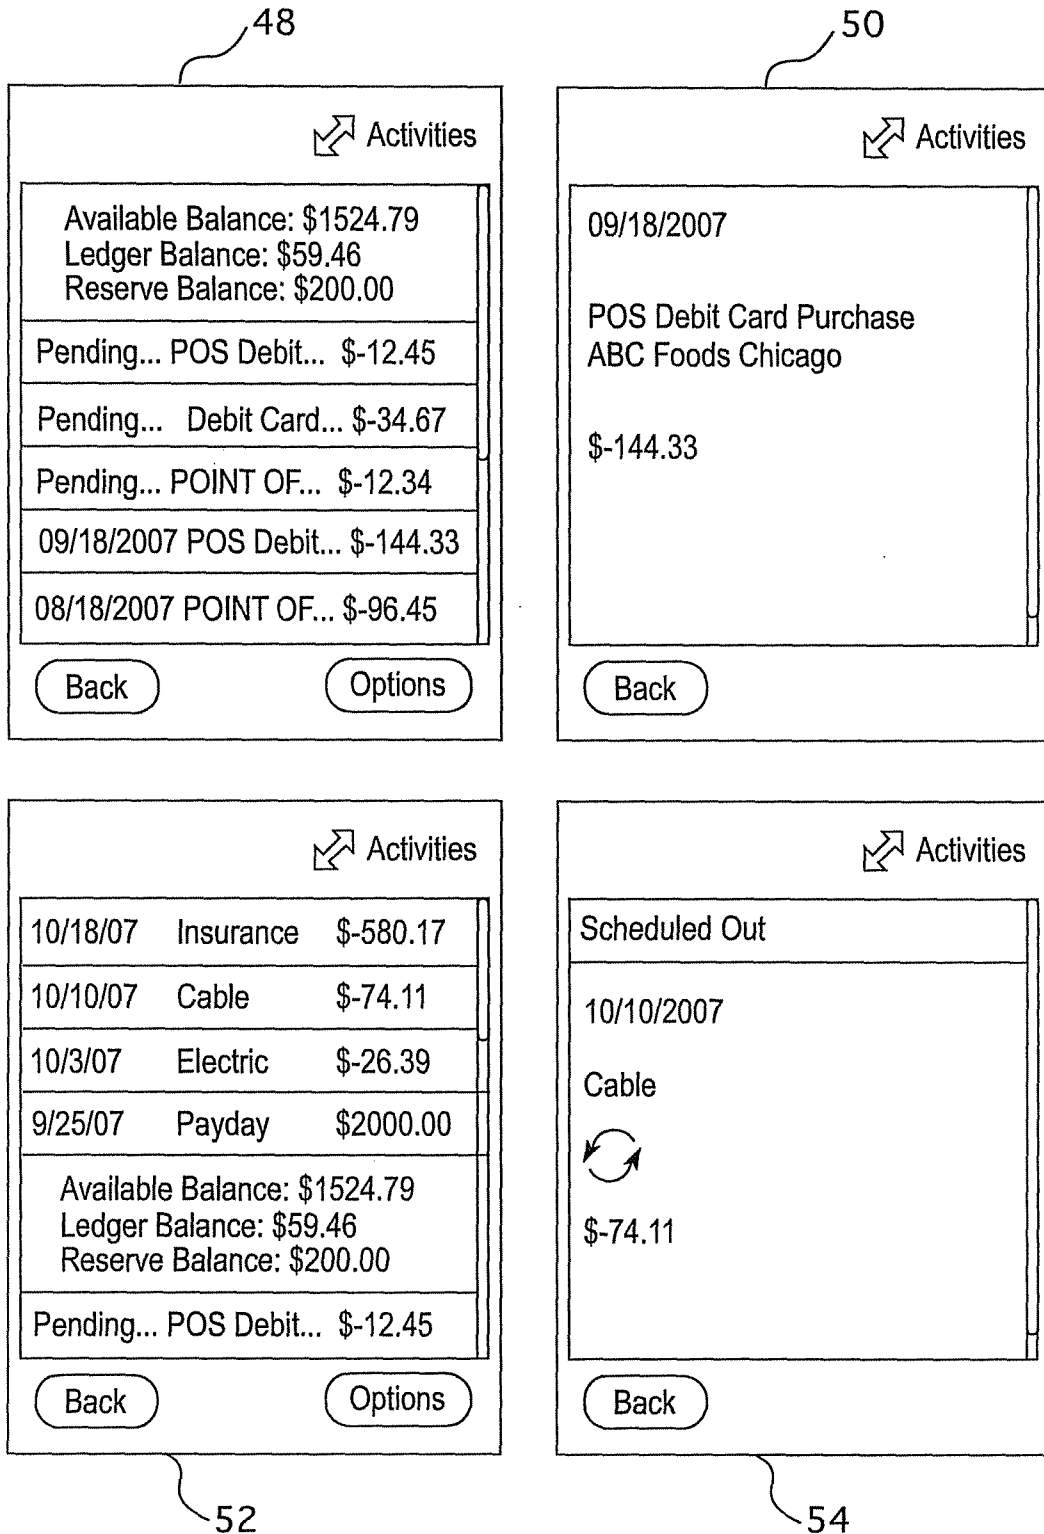 48
Activities
Available Balance: $1524.79
Ledger Balance: $59.46
Reserve Balance: $200.00
Pending... POS Debit... $-12.45
Pending... Debit Card... $-34.67
Pending... POINT OF... $-12.34
09/18/2007 POS Debit... $-144.33
08/18/2007 POINT OF... $-96.45
Back Options
50
Activities
09/18/2007
POS Debit Card Purchase
ABC Foods Chicago
$-144.33
Back
Activities
10/18/07 Insurance $-580.17
10/10/07 Cable $-74.11
10/3/07 Electric $-26.39
9/25/07 Payday $2000.00
Available Balance: $1524.79
Ledger Balance: $59.46
Reserve Balance: $200.00
Pending... POS Debit... $-12.45
Back Options
52
Activities
Scheduled Out
10/10/2007
Cable
$-74.11
Back
54